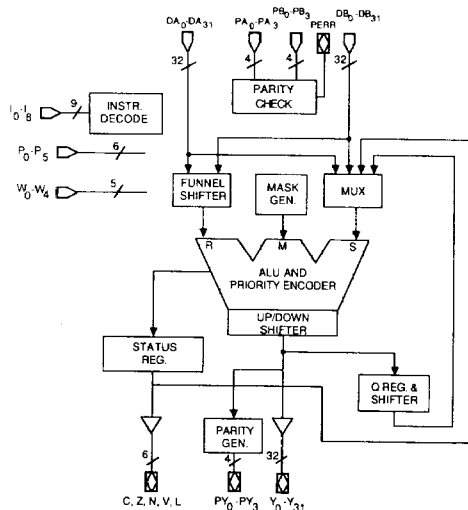 DA0-DA31
PA0-PA3
PB0-PB3
PERR
DB0-DB31
32
4
4
32
PARITY
CHECK
I0-I8
9
INSTR.
DECODE
P0-P5
6
W0-W4
5
FUNNEL
SHIFTER
MASK
GEN.
MUX
R
M
S
ALU AND
PRIORITY ENCODER
UP/DOWN
SHIFTER
STATUS
REG.
Q REG. &
SHIFTER
PARITY
GEN.
6
4
32
C, Z, N, V, L
PY0-PY3
Y0-Y31